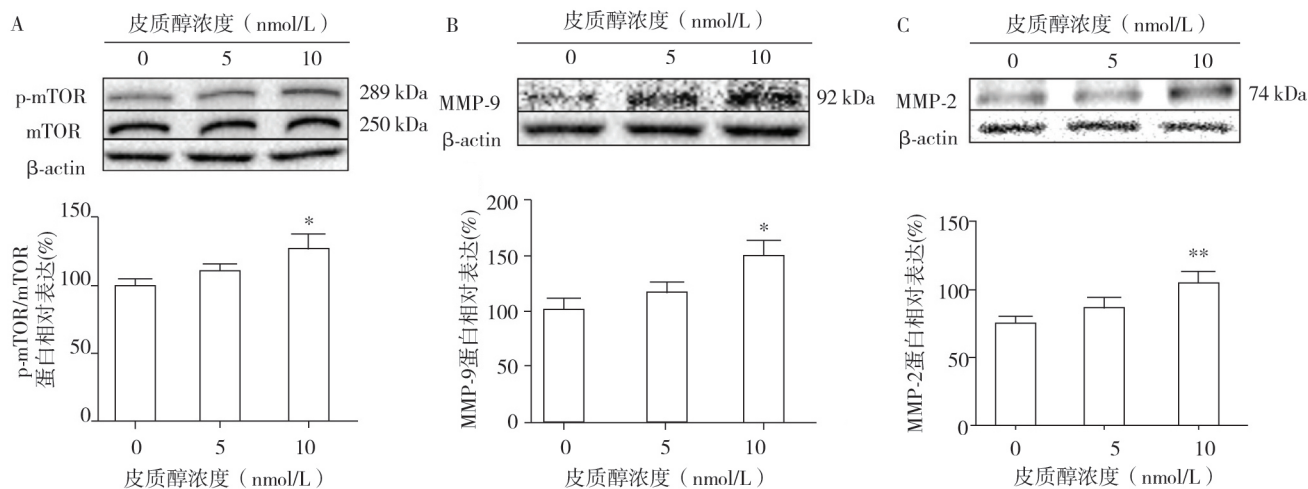 A
皮质醇浓度（nmol/L）
0 5 10
p-mTOR 289 kDa
mTOR 250 kDa
β-actin
p-mTOR/mTOR
蛋白相对表达(%)
150
100
50
0
*
0 5 10
皮质醇浓度（nmol/L）
B
皮质醇浓度（nmol/L）
0 5 10
MMP-9 92 kDa
β-actin
MMP-9蛋白相对表达(%)
200
150
100
50
0
*
0 5 10
皮质醇浓度（nmol/L）
C
皮质醇浓度（nmol/L）
0 5 10
MMP-2 74 kDa
β-actin
MMP-2蛋白相对表达(%)
150
100
50
0
**
0 5 10
皮质醇浓度（nmol/L）